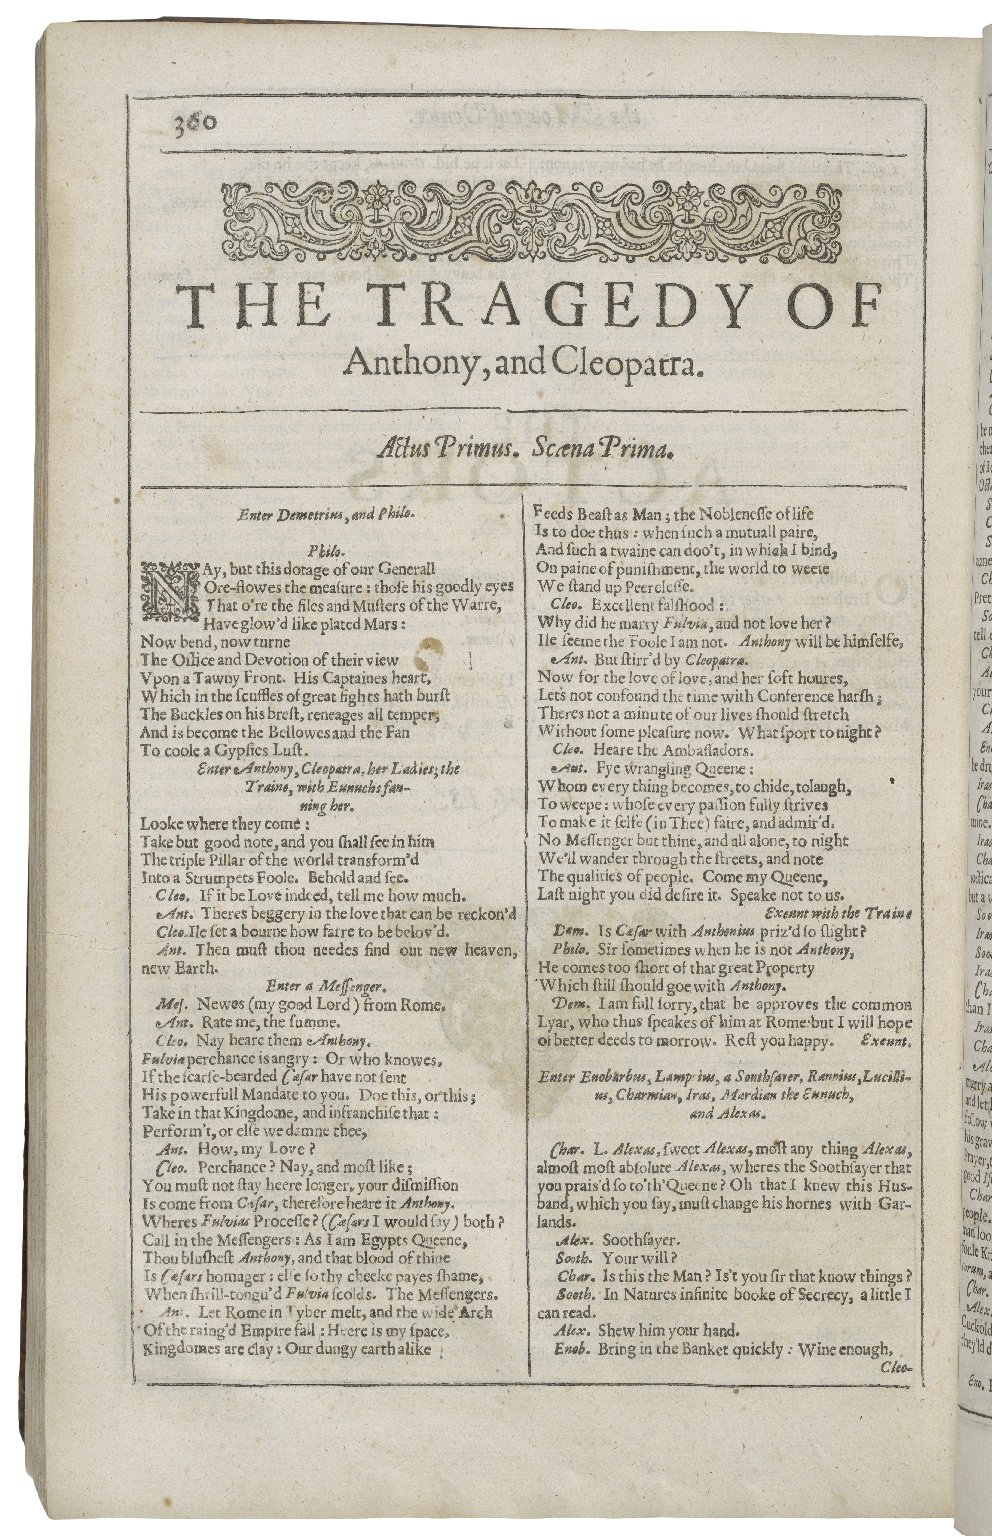 360
THE TRAGEDY OF
Anthony, and Cleopatra.
Actus Primus. Scœna Prima.
Enter Demetrius, and Philo.
Philo.
NAy, but this dotage of our Generall
Ore-flowes the meaſure : thoſe his goodly eyes
That o're the files and Muſters of the Warre,
Haue glow'd like plated Mars :
Now bend, now turne
The Office and Deuotion of their view
Vpon a Tawny Front. His Captaines heart,
Which in the ſcuffles of great fights hath burſt
The Buckles on his breſt, reneages all temper,
And is become the Bellowes and the Fan
To coole a Gypſies Luſt.
Enter Anthony, Cleopatra, her Ladies, the
Traine, with Eunuchs fan-
ning her.
Looke where they come :
Take but good note, and you ſhall ſee in him
The triple Pillar of the world transform'd
Into a Strumpets Foole. Behold and ſee.
Cleo. If it be Loue indeed, tell me how much.
Ant. Theres beggery in the loue that can be reckon'd
Cleo. Ile ſet a bourne how farre to be belou'd.
Ant. Then muſt thou needes find out new heauen,
new Earth.
Enter a Meſſenger.
Meſ. Newes (my good Lord) from Rome.
Ant. Rate me, the ſumme.
Cleo. Nay heare them Anthony.
Fuluia perchance is angry : Or who knowes,
If the ſcarſe-bearded Cæſar haue not ſent
His powrefull Mandate to you. Doe this, or this;
Take in that Kingdome, and infranchiſe that :
Perform't, or elſe we damne thee,
Ant. How, my Loue ?
Cleo. Perchance ? Nay, and moſt like ;
You muſt not ſtay heere longer, your diſmiſſion
Is come from Cæſar, therefore heare it Anthony.
Wheres Fuluias Proceſſe ? (Cæſars I would ſay) both ?
Call in the Meſſengers : As I am Egypts Queene,
Thou bluſheſt Anthony, and that blood of thine
Is Cæſars homager : elſe ſo thy cheeke payes ſhame,
When ſhrill-tongu'd Fuluia ſcolds. The Meſſengers.
Ant. Let Rome in Tyber melt, and the wide Arch
Of the raing'd Empire fall : Heere is my ſpace,
Kingdomes are clay : Our dungy earth alike
Feeds Beaſt as Man ; the Nobleneſſe of life
Is to doe thus : when ſuch a mutuall paire,
And ſuch a twaine can doo't, in which I bind,
On paine of puniſhment, the world to weete
We ſtand vp Peereleſſe.
Cleo. Excellent falſhood :
Why did he marry Fuluia, and not loue her ?
Ile ſeeme the Foole I am not. Anthony will be himſelfe,
Ant. But ſtirr'd by Cleopatra.
Now for the loue of loue, and her ſoft houres,
Let's not confound the time with Conference harſh ;
Theres not a minute of our liues ſhould ſtretch
Without ſome pleaſure now. What ſport to night ?
Cleo. Heare the Ambaſſadors.
Ant. Fye wrangling Queene :
Whom euery thing becomes, to chide, to laugh,
To weepe : whoſe euery paſſion fully ſtriues
To make it ſelfe (in Thee) faire, and admir'd.
No Meſſenger but thine, and all alone, to night
We'll wander through the ſtreets, and note
The qualities of people. Come my Queene,
Laſt night you did deſire it. Speake not to vs.
Exeunt with the Traine
Dem. Is Cæſar with Anthonius priz'd ſo ſlight ?
Philo. Sir ſometimes when he is not Anthony,
He comes too ſhort of that great Property
Which ſtill ſhould goe with Anthony.
Dem. I am full ſorry, that he approues the common
Lyar, who thus ſpeakes of him at Rome: but I will hope
of better deeds to morrow. Reſt you happy. Exeunt.
Enter Enobarbus, Lamprius, a Southſayer, Rannius, Lucilli-
us, Charmian, Iras, Mardian the Eunuch,
and Alexas.
Char. L. Alexas, ſweet Alexas, moſt any thing Alexas,
almoſt moſt abſolute Alexas, wheres the Soothſayer that
you prais'd ſo to'th'Queene ? Oh that I knew this Hus-
band, which you ſay, muſt change his hornes with Gar-
lands.
Alex. Soothſayer.
Sooth. Your will ?
Char. Is this the Man ? Is't you ſir that know things ?
Sooth. In Natures infinite booke of Secrecy, a little I
can read.
Alex. Shew him your hand.
Enob. Bring in the Banket quickly : Wine enough,
Cleo-